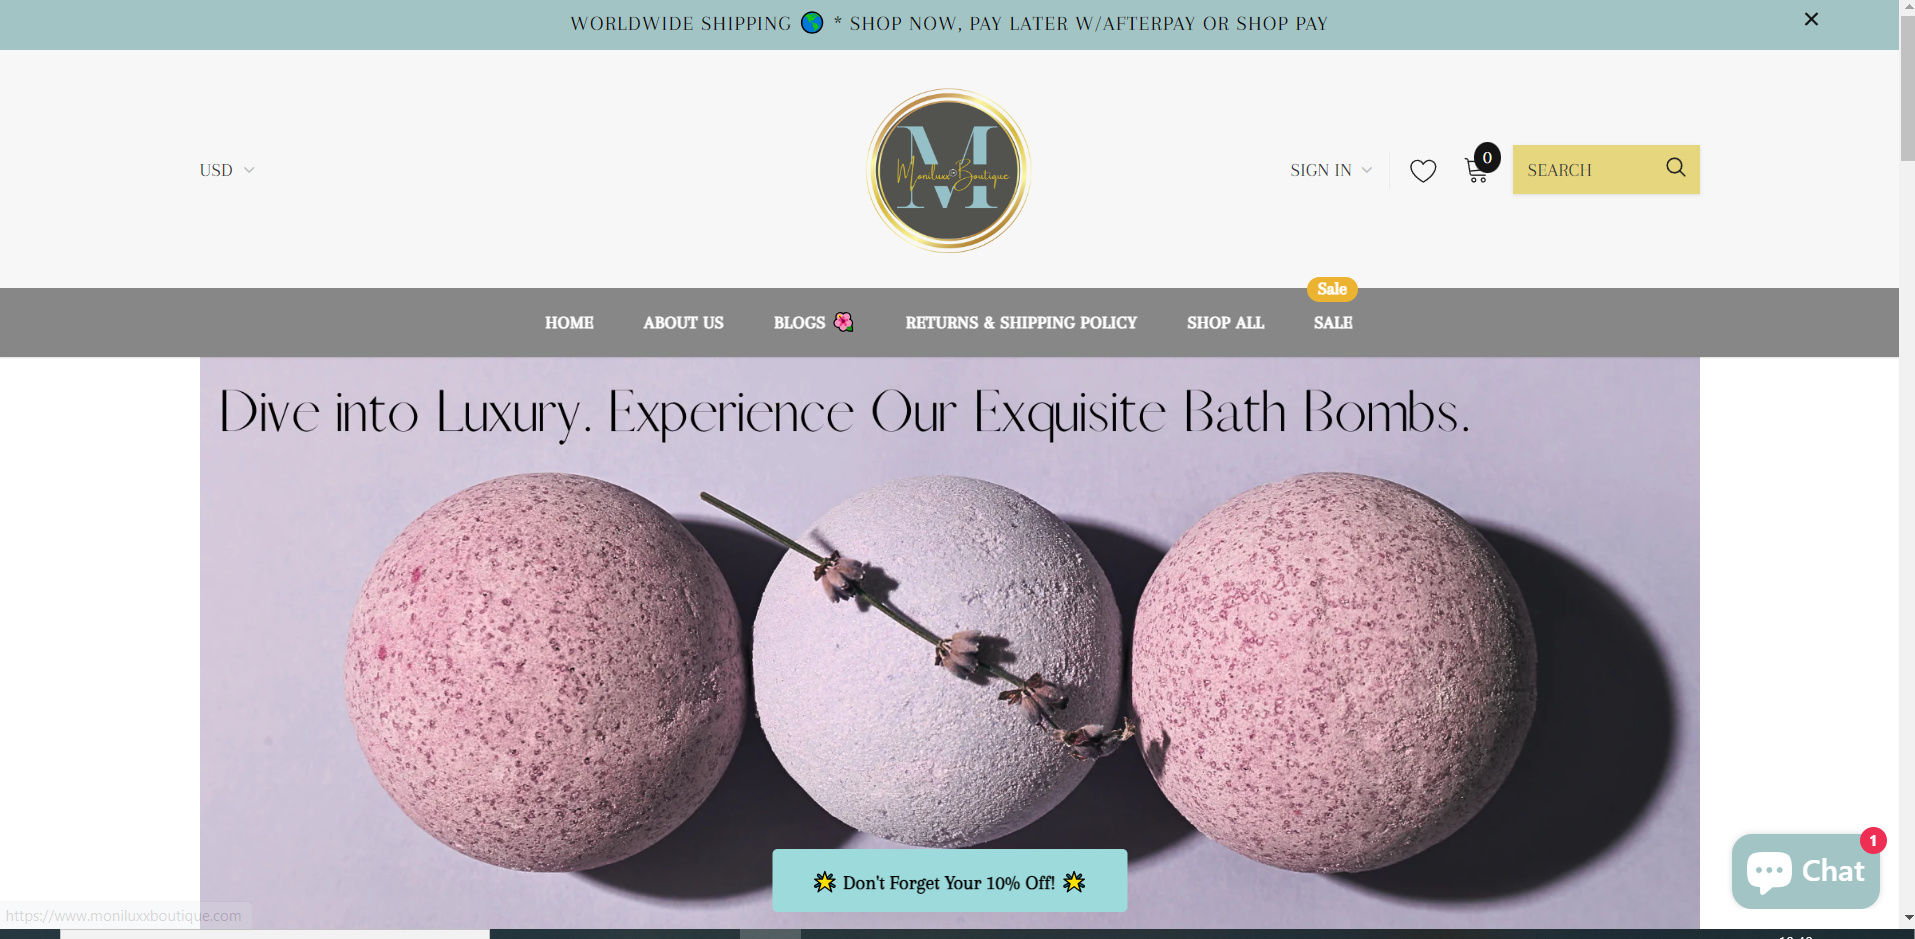 WORLDWIDE SHIPPING 🌎 * SHOP NOW, PAY LATER W/AFTERPAY OR SHOP PAY
USD
M
Moniluxx Boutique
SIGN IN
0
SEARCH
Sale
HOME ABOUT US BLOGS 🌺 RETURNS & SHIPPING POLICY SHOP ALL SALE
Dive into Luxury. Experience Our Exquisite Bath Bombs.
🌟 Don't Forget Your 10% Off! 🌟
1
Chat
https://www.moniluxxboutique.com